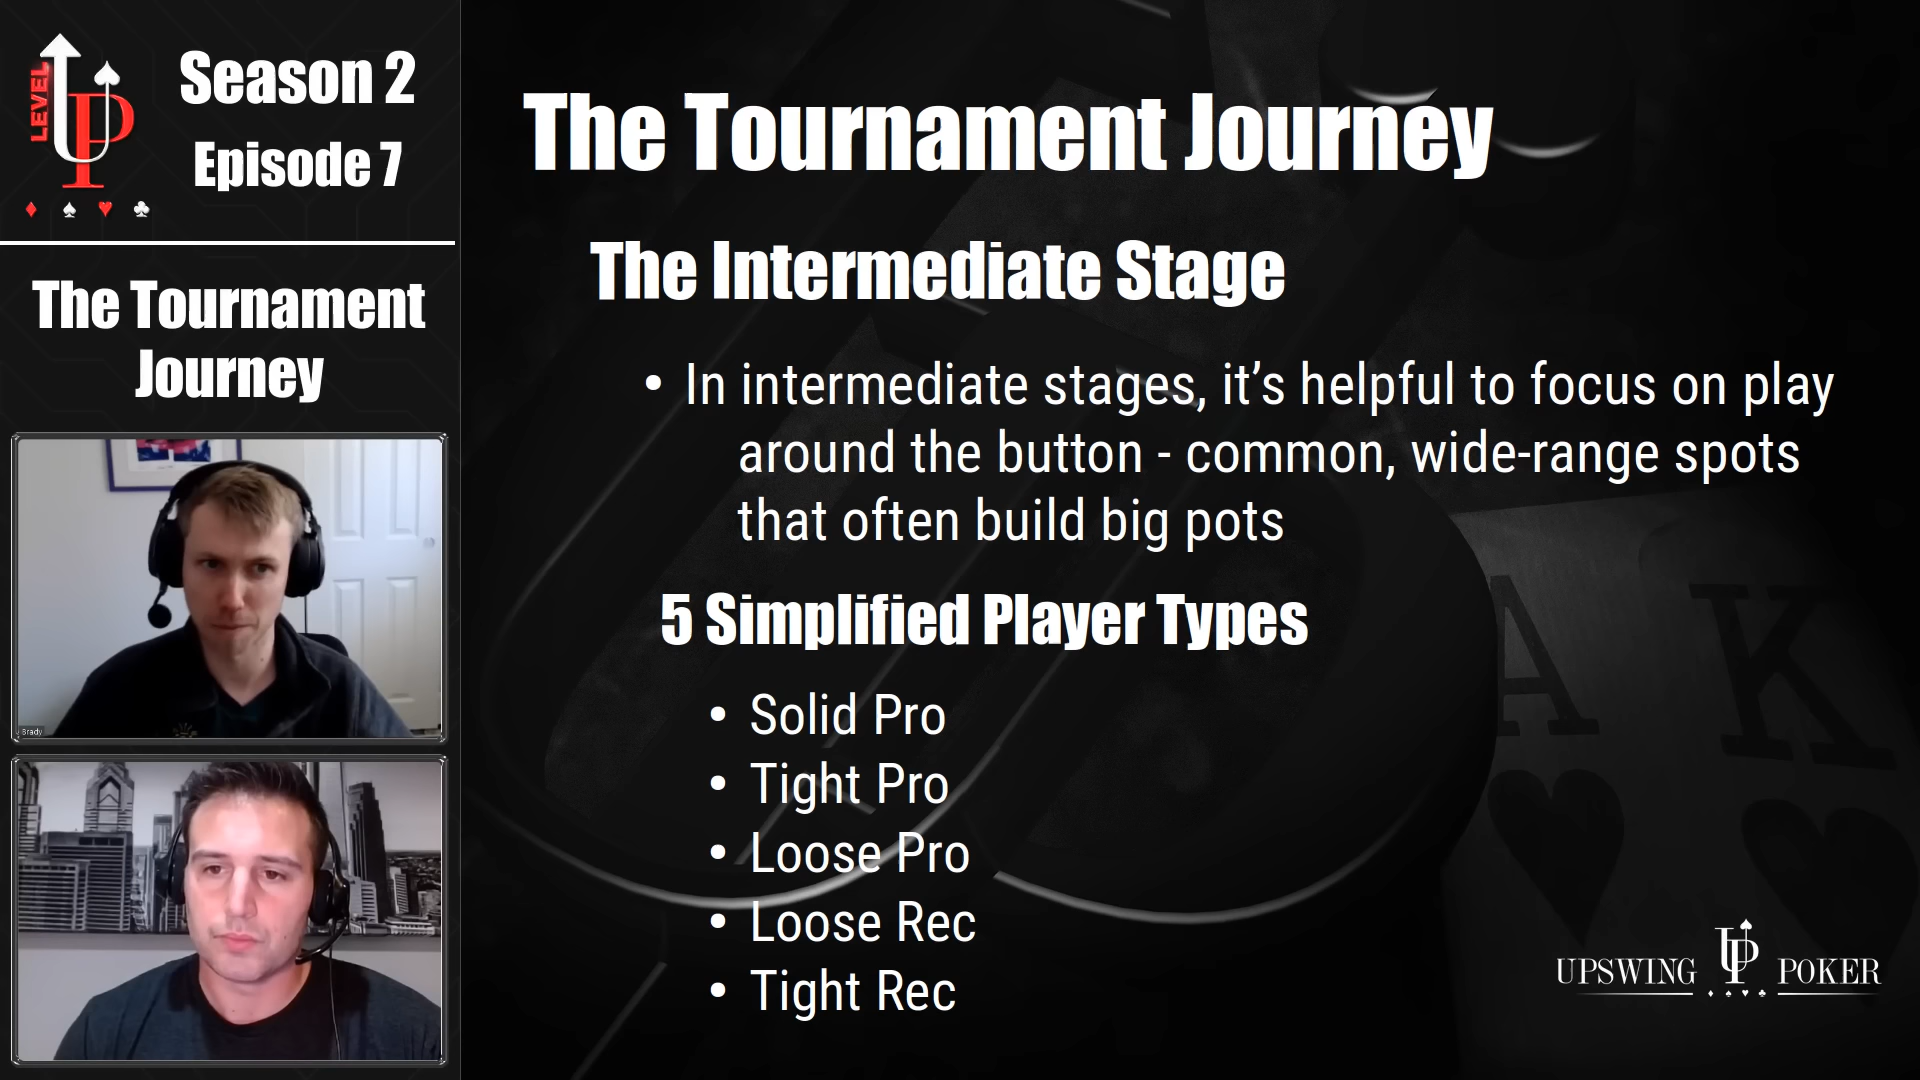 LEVEL UP
Season 2
Episode 7
The Tournament
Journey
Brady
The Tournament Journey
The Intermediate Stage
• In intermediate stages, it’s helpful to focus on play
around the button - common, wide-range spots
that often build big pots
5 Simplified Player Types
• Solid Pro
• Tight Pro
• Loose Pro
• Loose Rec
• Tight Rec
A K
UPSWING UP POKER